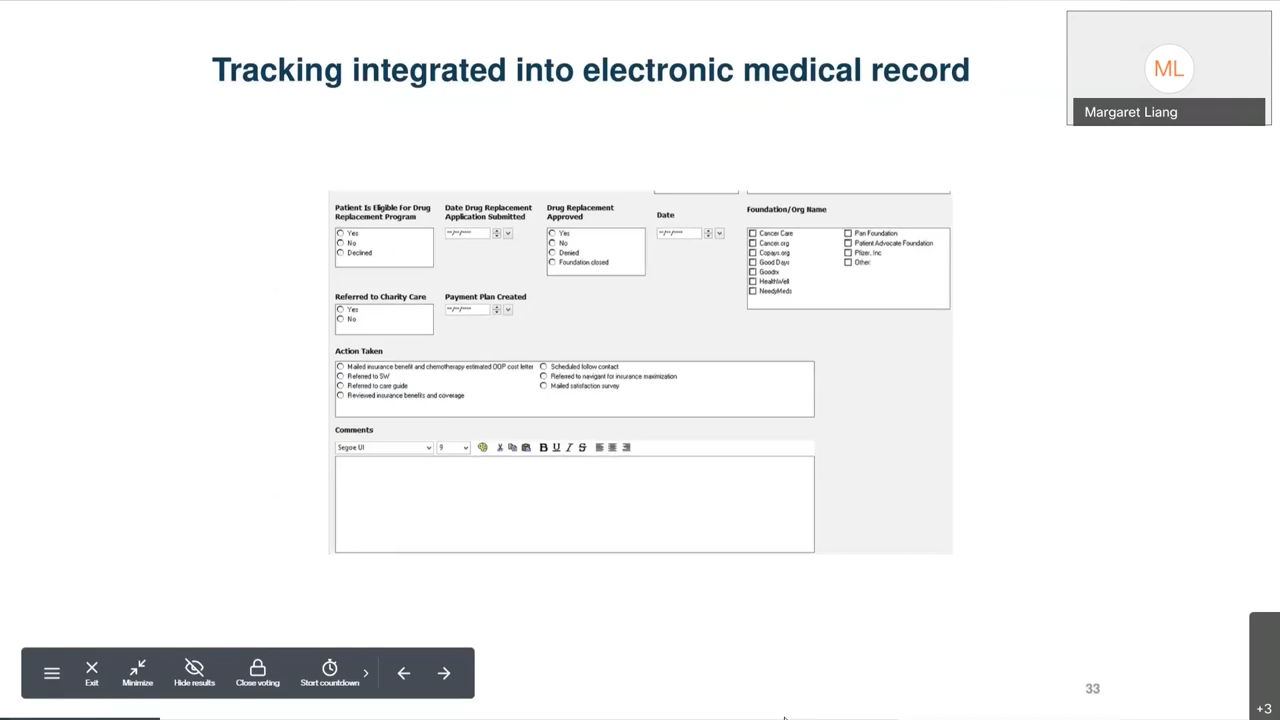 Tracking integrated into electronic medical record
ML
Margaret Liang
Patient Is Eligible For Drug
Replacement Program
Yes
No
Declined
Date Drug Replacement
Application Submitted
**/**/****
Drug Replacement
Approved
Yes
No
Denied
Foundation closed
Date
**/**/****
Foundation/Org Name
Cancer Care
Cancer.org
Copays.org
Good Days
Goodrx
HealthWell
NeedyMeds
Pan Foundation
Patient Advocate Foundation
Pfizer, Inc
Other:
Referred to Charity Care
Yes
No
Payment Plan Created
**/**/****
Action Taken
Mailed insurance benefit and chemotherapy estimated OOP cost letter
Referred to SW
Referred to care guide
Reviewed insurance benefits and coverage
Scheduled follow contact
Referred to navigant for insurance maximization
Mailed satisfaction survey
Comments
Segoe UI
9
B U I S
Exit
Minimize
Hide results
Close voting
Start countdown
33
+3